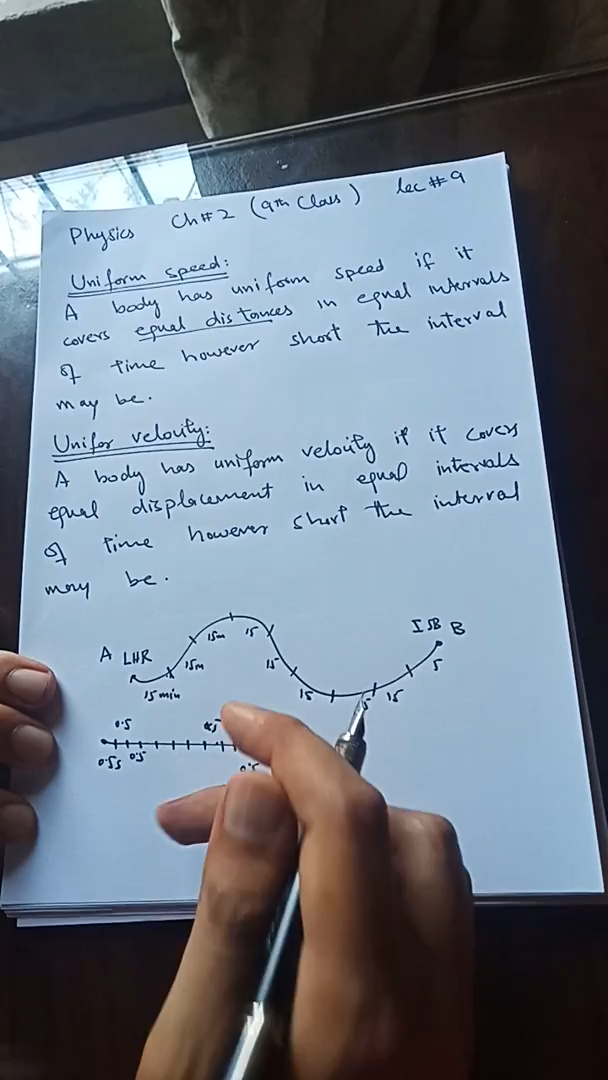 Physics Ch#2 (9th Class) lec #9
Uniform speed:
A body has uniform speed if it
covers equal distances in equal intervals
of time however short the interval
may be.
Unifor velocity:
A body has uniform velocity if it covers
equal displacement in equal intervals
of time however short the interval
may be.
A LHR
15 min
15m
15m
15
15
15
15
5
ISB B
0.5
0.5s
0.5